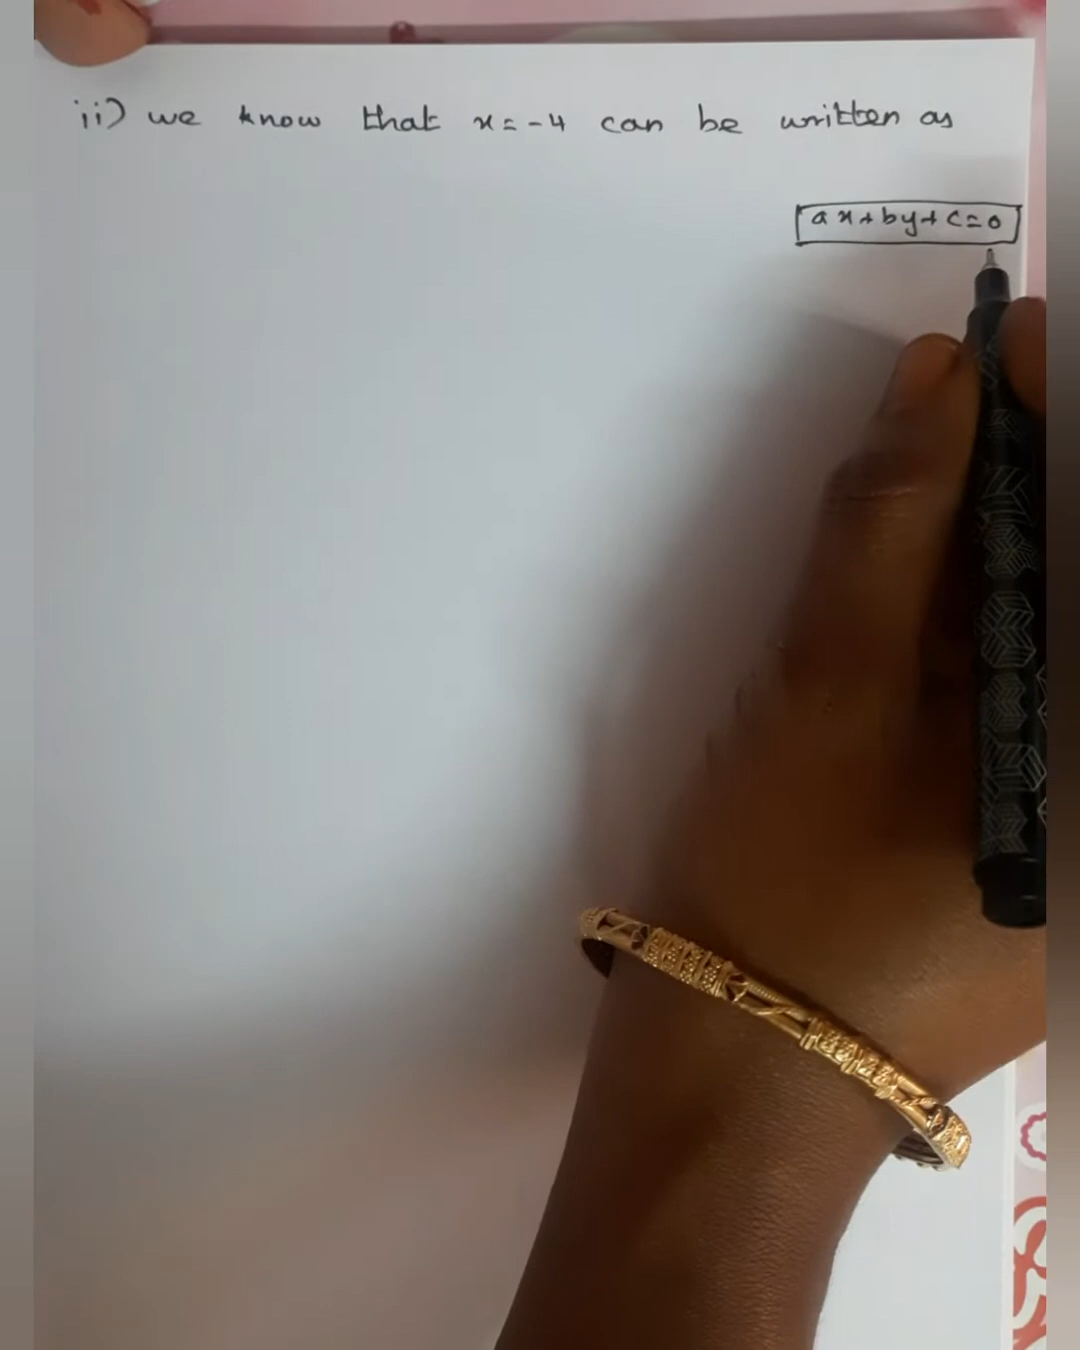 ii) we know that x = -4 can be written as
ax+by+c=0